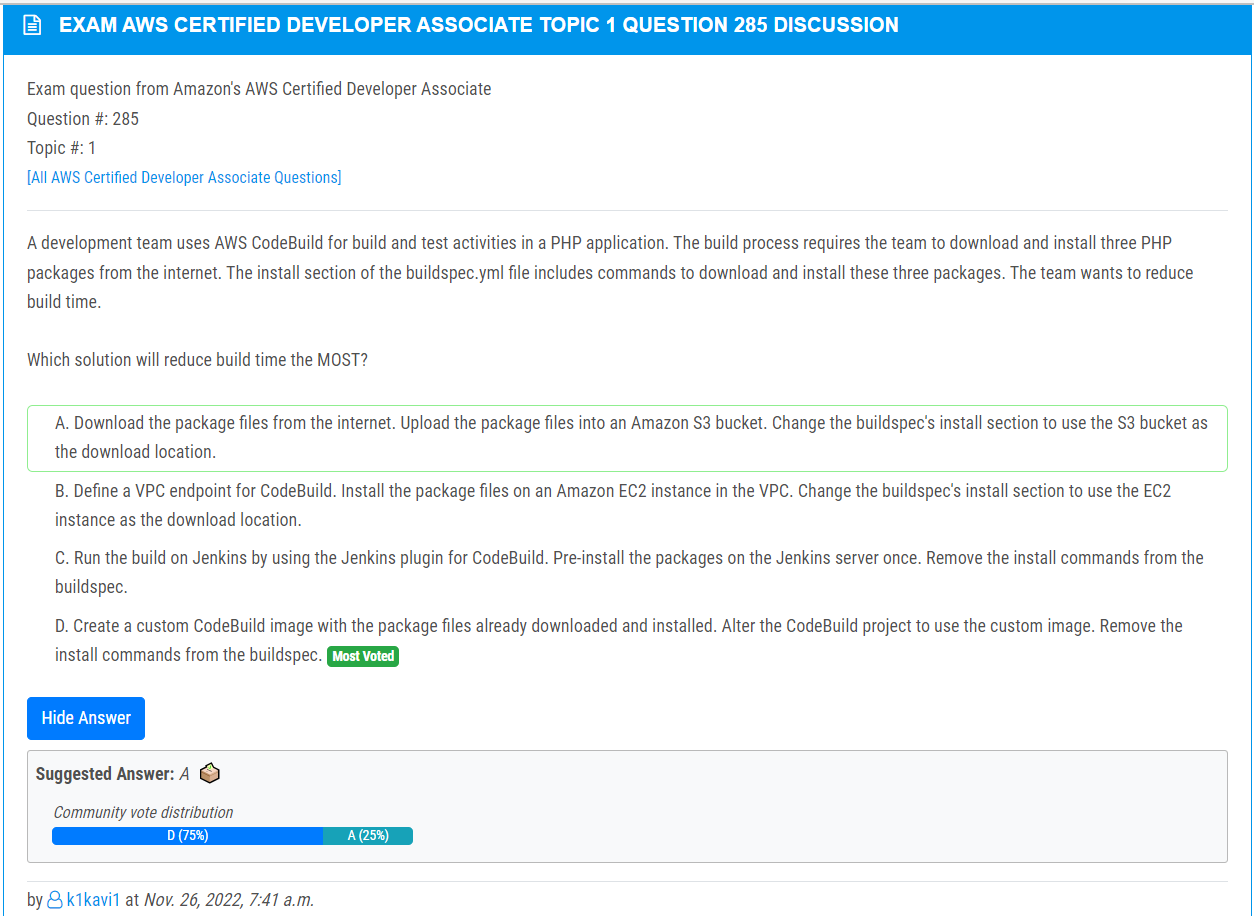 EXAM AWS CERTIFIED DEVELOPER ASSOCIATE TOPIC 1 QUESTION 285 DISCUSSION
Exam question from Amazon's AWS Certified Developer Associate
Question #: 285
Topic #: 1
[All AWS Certified Developer Associate Questions]
A development team uses AWS CodeBuild for build and test activities in a PHP application. The build process requires the team to download and install three PHP
packages from the internet. The install section of the buildspec.yml file includes commands to download and install these three packages. The team wants to reduce
build time.
Which solution will reduce build time the MOST?
A. Download the package files from the internet. Upload the package files into an Amazon S3 bucket. Change the buildspec's install section to use the S3 bucket as
the download location.
B. Define a VPC endpoint for CodeBuild. Install the package files on an Amazon EC2 instance in the VPC. Change the buildspec's install section to use the EC2
instance as the download location.
C. Run the build on Jenkins by using the Jenkins plugin for CodeBuild. Pre-install the packages on the Jenkins server once. Remove the install commands from the
buildspec.
D. Create a custom CodeBuild image with the package files already downloaded and installed. Alter the CodeBuild project to use the custom image. Remove the
install commands from the buildspec. Most Voted
Hide Answer
Suggested Answer: A
Community vote distribution
D (75%) A (25%)
by k1kavi1 at Nov. 26, 2022, 7:41 a.m.